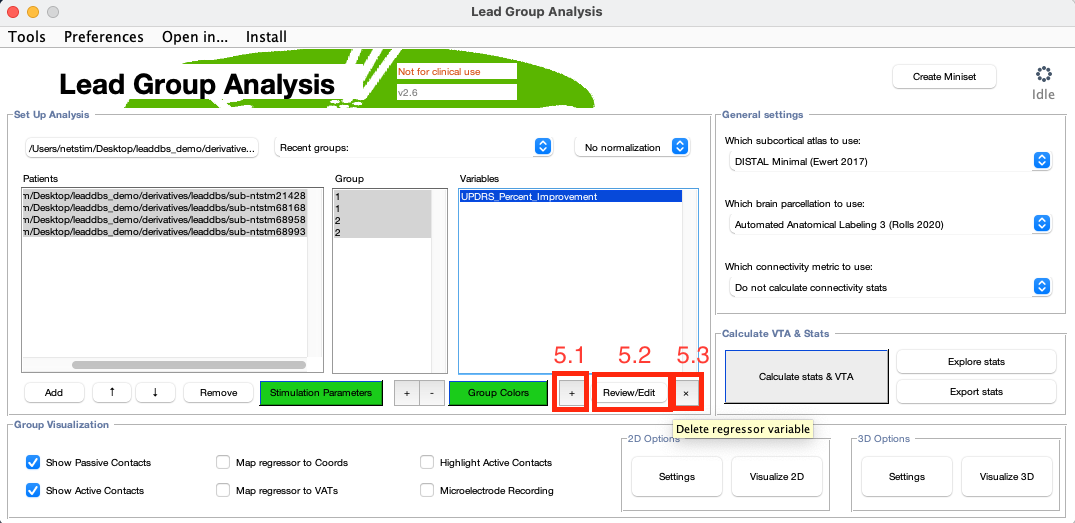 Lead Group Analysis
Tools Preferences Open in... Install
Lead Group Analysis
Not for clinical use
v2.6
Create Miniset
Idle
Set Up Analysis
/Users/netstim/Desktop/leaddbs_demo/derivative...
Recent groups:
No normalization
Patients
Group
Variables
m/Desktop/leaddbs_demo/derivatives/leaddbs/sub-ntstm21428
m/Desktop/leaddbs_demo/derivatives/leaddbs/sub-ntstm68168
m/Desktop/leaddbs_demo/derivatives/leaddbs/sub-ntstm68958
m/Desktop/leaddbs_demo/derivatives/leaddbs/sub-ntstm68993
1
1
2
2
UPDRS_Percent_Improvement
5.1
5.2
5.3
Add
↑
↓
Remove
Stimulation Parameters
+
-
Group Colors
+
Review/Edit
×
Delete regressor variable
General settings
Which subcortical atlas to use:
DISTAL Minimal (Ewert 2017)
Which brain parcellation to use:
Automated Anatomical Labeling 3 (Rolls 2020)
Which connectivity metric to use:
Do not calculate connectivity stats
Calculate VTA & Stats
Calculate stats & VTA
Explore stats
Export stats
Group Visualization
Show Passive Contacts
Map regressor to Coords
Highlight Active Contacts
Show Active Contacts
Map regressor to VATs
Microelectrode Recording
2D Options
Settings
Visualize 2D
3D Options
Settings
Visualize 3D